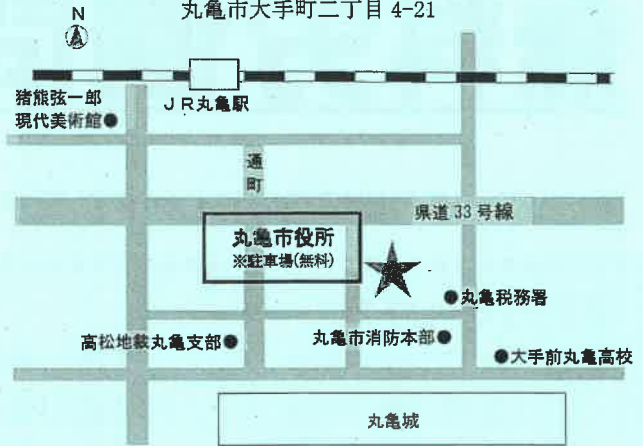 丸亀市大手町二丁目 4-21
N
猪熊弦一郎
現代美術館●
JR丸亀駅
通町
県道33号線
丸亀市役所
※駐車場(無料)
●丸亀税務署
高松地裁丸亀支部●
丸亀市消防本部●
●大手前丸亀高校
丸亀城